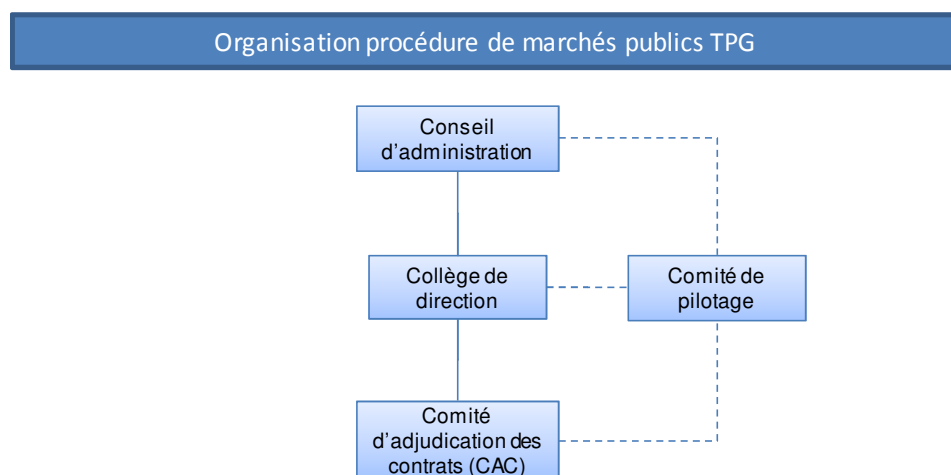 Organisation procédure de marchés publics TPG
Conseil
d’administration
Collège de
direction
Comité de
pilotage
Comité
d’adjudication des
contrats (CAC)